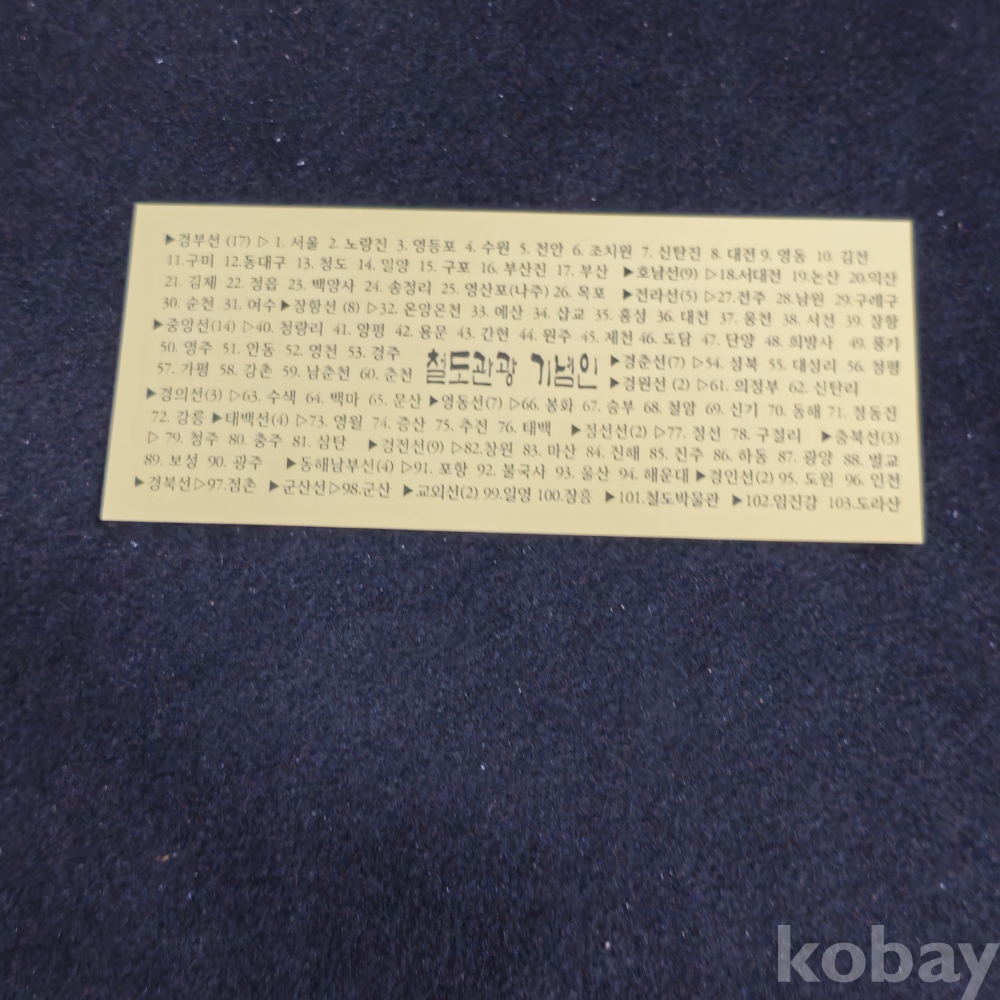 ▶경부선 (17) ▷ 1. 서울 2. 노량진 3. 영등포 4. 수원 5. 천안 6. 조치원 7. 신탄진 8. 대전 9. 영동 10. 김천
11.구미 12.동대구 13. 청도 14. 밀양 15. 구포 16. 부산진 17. 부산 ▶호남선(9) ▷18.서대전 19.논산 20.익산
21. 김제 22. 정읍 23. 백양사 24. 송정리 25. 영산포(나주) 26. 목포 ▶전라선(5) ▷27.전주 28.남원 29.구례구
30. 순천 31. 여수 ▶장항선 (8) ▷32. 온양온천 33. 예산 34. 삽교 35. 홍성 36. 대천 37. 웅천 38. 서천 39. 장항
▶중앙선(14) ▷40. 청량리 41. 양평 42. 용문 43. 간현 44. 원주 45. 제천 46. 도담 47. 단양 48. 희방사 49. 풍기
50. 영주 51. 안동 52. 영천 53. 경주
57. 가평 58. 강촌 59. 남춘천 60. 춘천
철도관광 기념인
▶경춘선(7) ▷54. 성북 55. 대성리 56. 청평
▶경원선 (2) ▷61. 의정부 62. 신탄리
▶경의선(3) ▷63. 수색 64. 백마 65. 문산 ▶영동선(7) ▷66. 봉화 67. 승부 68. 철암 69. 신기 70. 동해 71. 정동진
72. 강릉 ▶태백선(4) ▷73. 영월 74. 증산 75. 추전 76. 태백 ▶정선선(2) ▷77. 정선 78. 구절리 ▶충북선(3)
▷ 79. 청주 80. 충주 81. 삼탄 ▶경전선(9) ▷82.창원 83. 마산 84. 진해 85. 진주 86. 하동 87. 광양 88. 벌교
89. 보성 90. 광주 ▶동해남부선(4) ▷91. 포항 92. 불국사 93. 울산 94. 해운대 ▶경인선(2) 95. 도원 96. 인천
▶경북선▷97.점촌 ▶군산선▷98.군산 ▶교외선(2) 99.일영 100.장흥 ▶101.철도박물관 ▶102.임진강 103.도라산
kobay